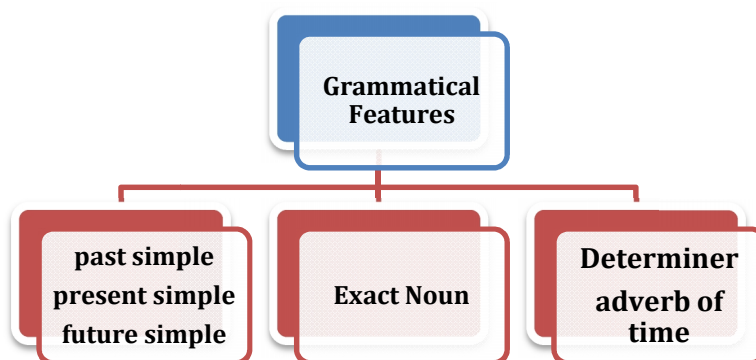 Grammatical
Features
past simple
present simple
future simple
Exact Noun
Determiner
adverb of
time